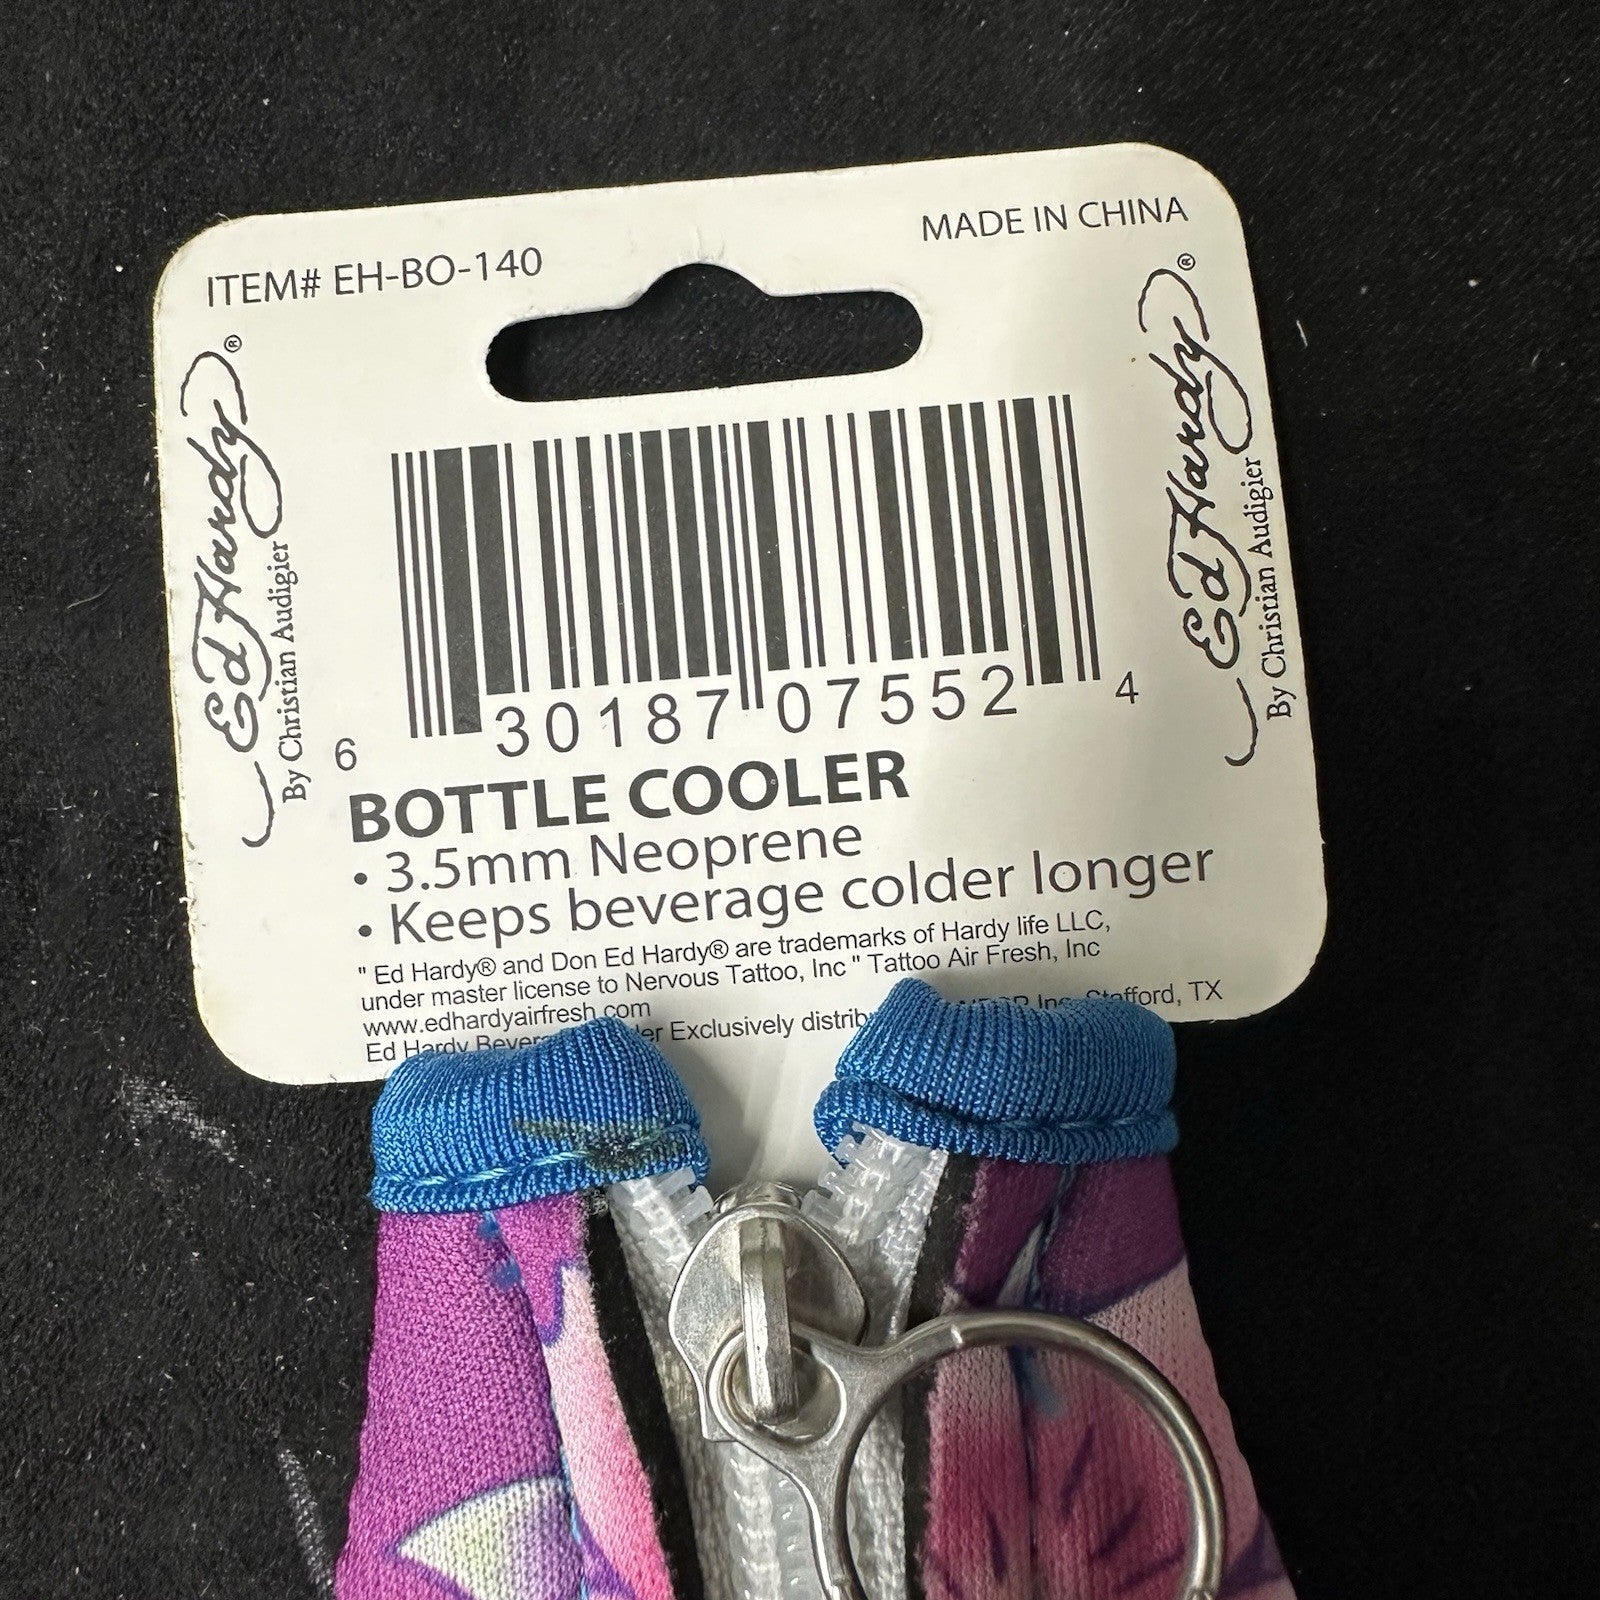 ITEM# EH-BO-140
MADE IN CHINA
Ed Hardy®
By Christian Audigier
Ed Hardy®
By Christian Audigier
6 30187 07552 4
BOTTLE COOLER
• 3.5mm Neoprene
• Keeps beverage colder longer
" Ed Hardy® and Don Ed Hardy® are trademarks of Hardy life LLC,
under master license to Nervous Tattoo, Inc " Tattoo Air Fresh, Inc
www.edhardyairfresh.com
Ed Hardy Exclusively Inc. Stafford, TX